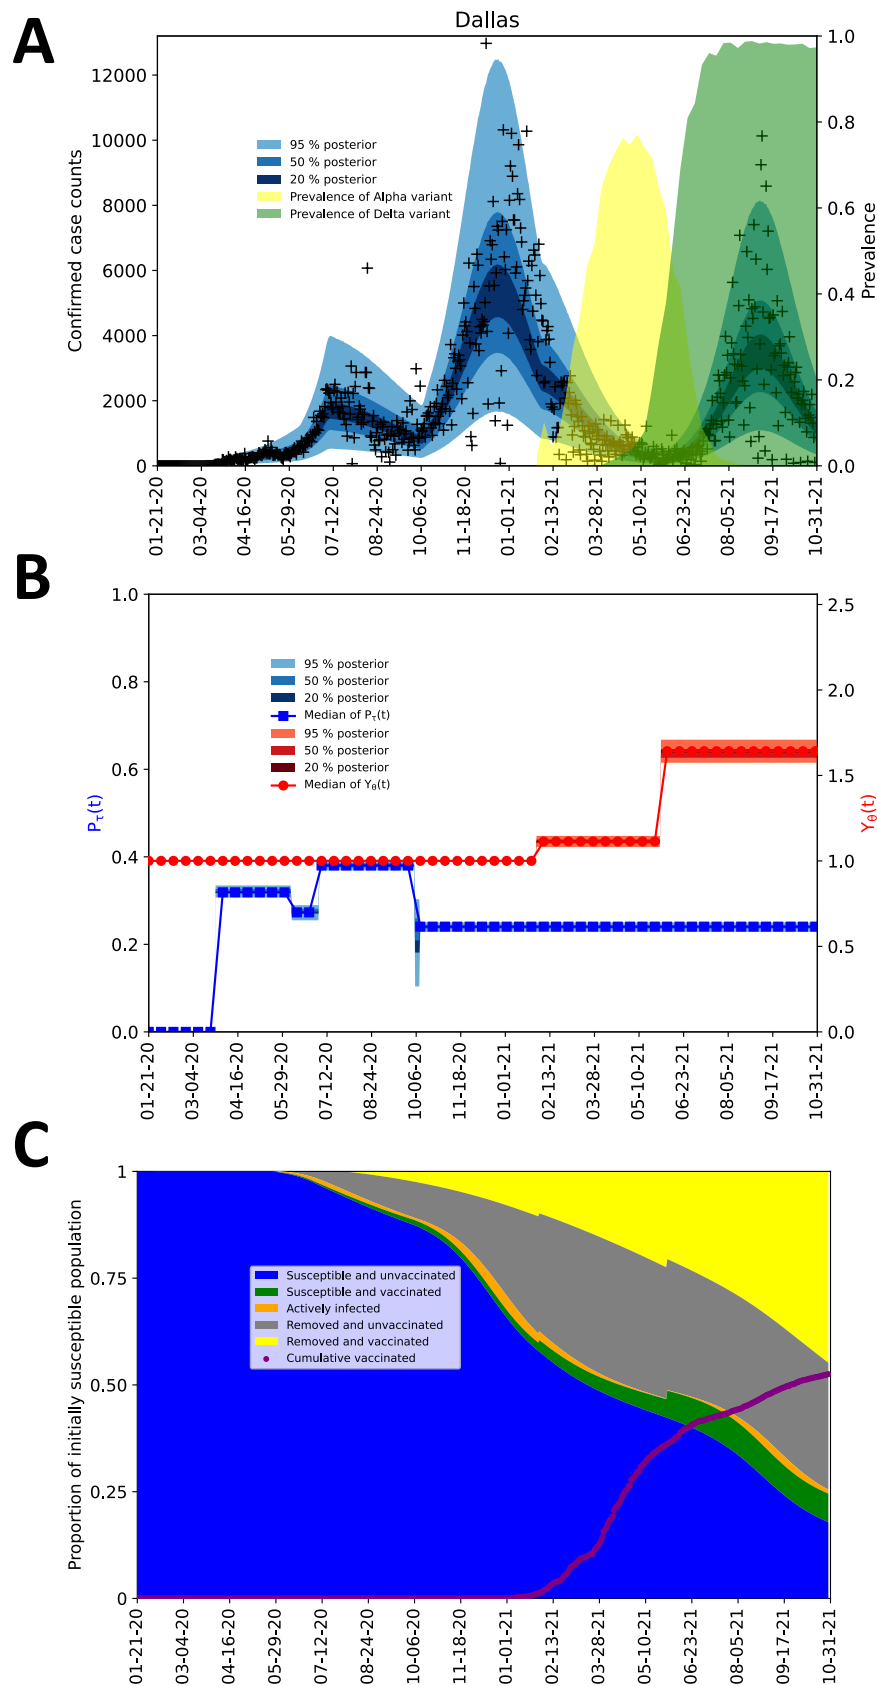 A
Dallas
Confirmed case counts
12000
10000
8000
6000
4000
2000
0
1.0
0.8
0.6
0.4
0.2
0.0
Prevalence
95 % posterior
50 % posterior
20 % posterior
Prevalence of Alpha variant
Prevalence of Delta variant
01-21-20
03-04-20
04-16-20
05-29-20
07-12-20
08-24-20
10-06-20
11-18-20
01-01-21
02-13-21
03-28-21
05-10-21
06-23-21
08-05-21
09-17-21
10-31-21
B
P_τ(t)
1.0
0.8
0.6
0.4
0.2
0.0
2.5
2.0
1.5
1.0
0.5
0.0
Y_θ(t)
95 % posterior
50 % posterior
20 % posterior
Median of P_τ(t)
95 % posterior
50 % posterior
20 % posterior
Median of Y_θ(t)
01-21-20
03-04-20
04-16-20
05-29-20
07-12-20
08-24-20
10-06-20
11-18-20
01-01-21
02-13-21
03-28-21
05-10-21
06-23-21
08-05-21
09-17-21
10-31-21
C
Proportion of initially susceptible population
1
0.75
0.50
0.25
0
Susceptible and unvaccinated
Susceptible and vaccinated
Actively infected
Removed and unvaccinated
Removed and vaccinated
Cumulative vaccinated
01-21-20
03-04-20
04-16-20
05-29-20
07-12-20
08-24-20
10-06-20
11-18-20
01-01-21
02-13-21
03-28-21
05-10-21
06-23-21
08-05-21
09-17-21
10-31-21